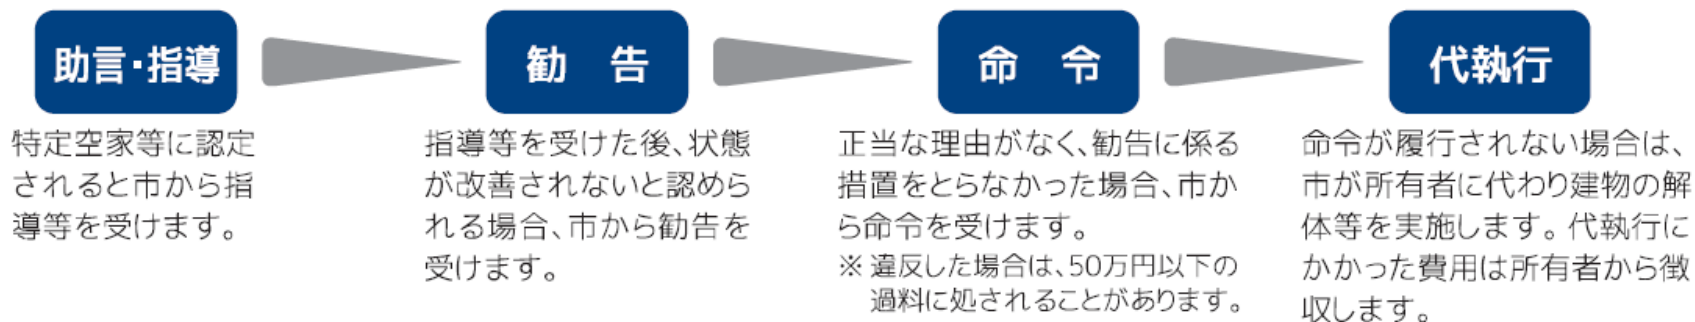 助言・指導
特定空家等に認定
されると市から指
導等を受けます。
勧　告
指導等を受けた後、状態
が改善されないと認めら
れる場合、市から勧告を
受けます。
命　令
正当な理由がなく、勧告に係る
措置をとらなかった場合、市か
ら命令を受けます。
※ 違反した場合は、50万円以下の
過料に処されることがあります。
代執行
命令が履行されない場合は、
市が所有者に代わり建物の解
体等を実施します。代執行に
かかった費用は所有者から徴
収します。